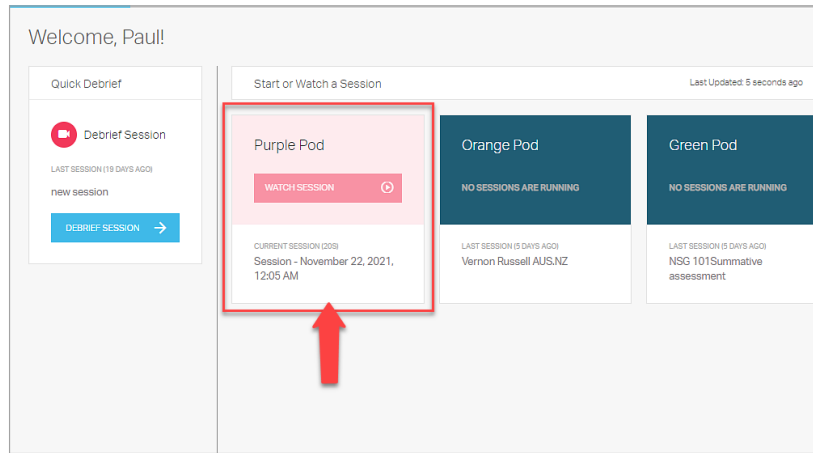 Welcome, Paul!
Quick Debrief
Debrief Session
LAST SESSION (19 DAYS AGO)
new session
DEBRIEF SESSION
Start or Watch a Session
Last Updated: 5 seconds ago
Purple Pod
WATCH SESSION
CURRENT SESSION (20S)
Session - November 22, 2021,
12:05 AM
Orange Pod
NO SESSIONS ARE RUNNING
LAST SESSION (5 DAYS AGO)
Vernon Russell AUS.NZ
Green Pod
NO SESSIONS ARE RUNNING
LAST SESSION (5 DAYS AGO)
NSG 101Summative
assessment